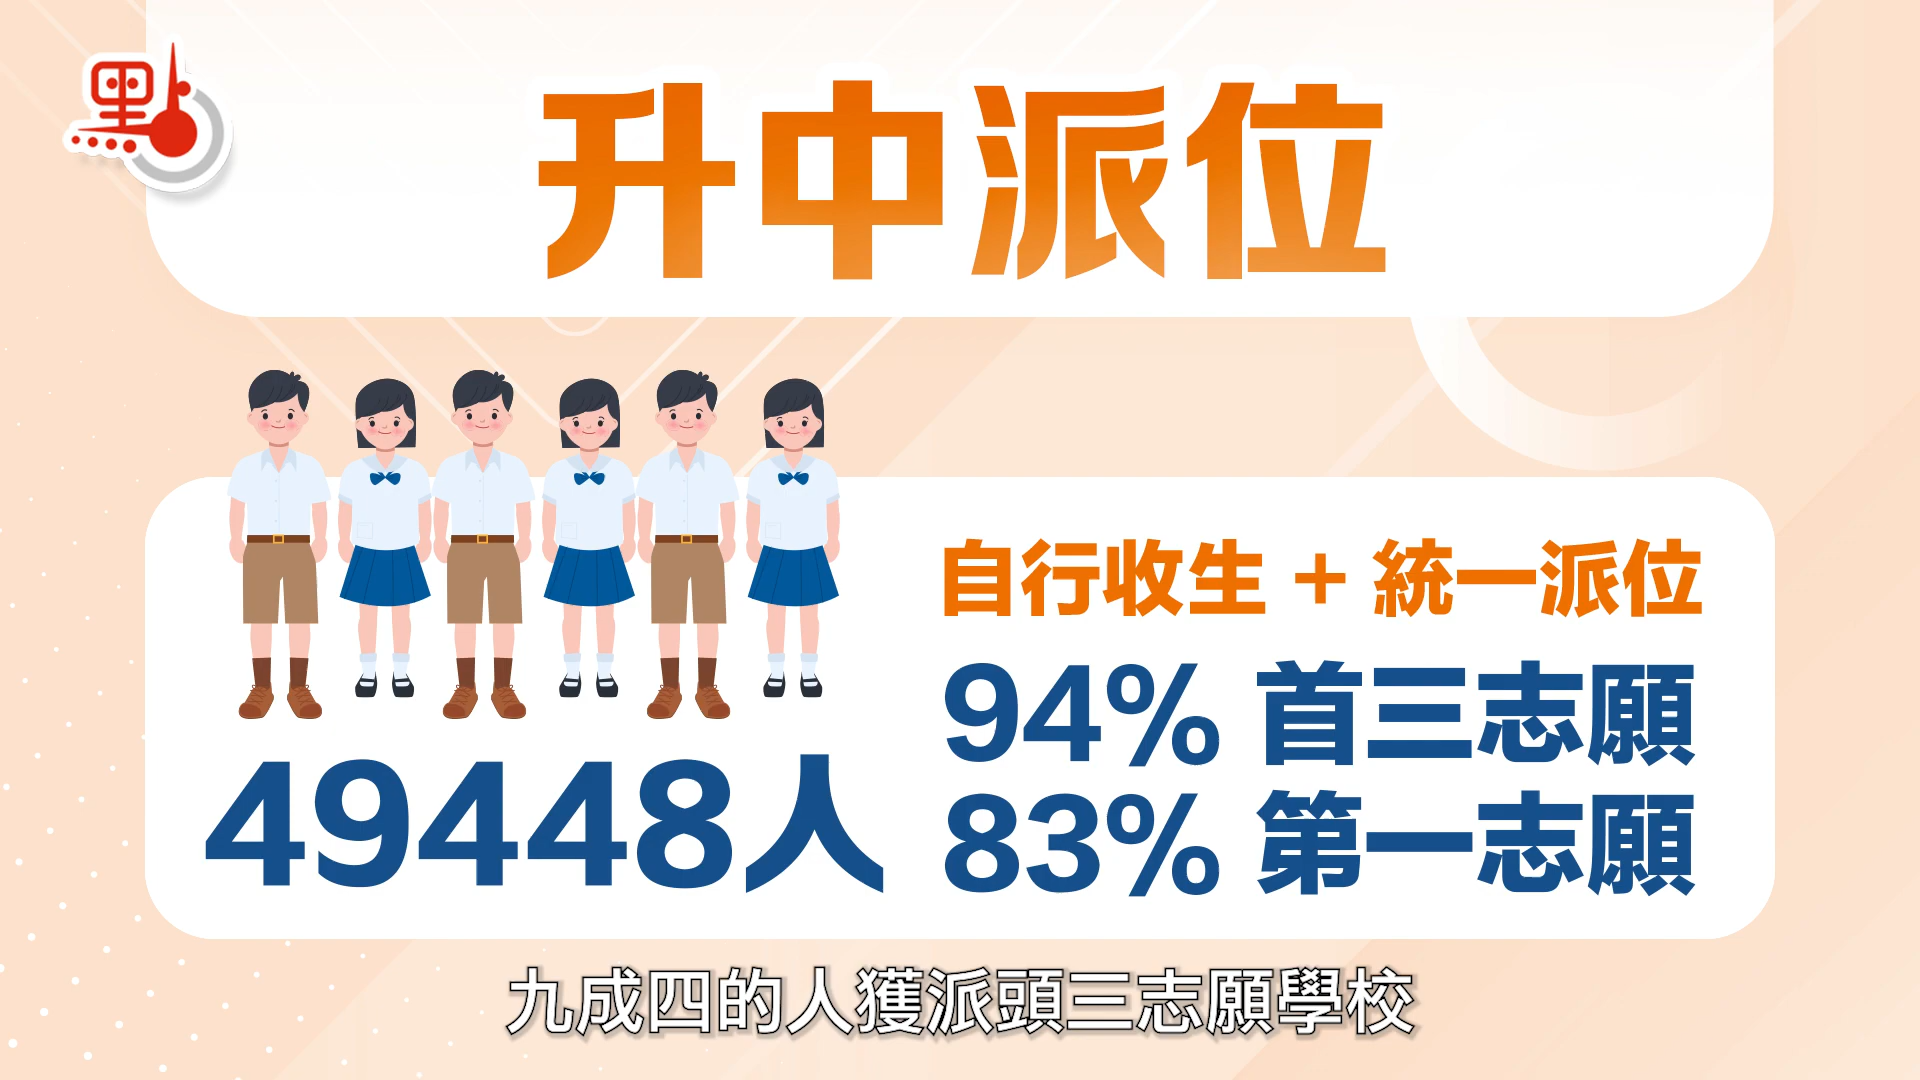 點
升中派位
自行收生 + 統一派位
94% 首三志願
83% 第一志願
49448人
九成四的人獲派頭三志願學校